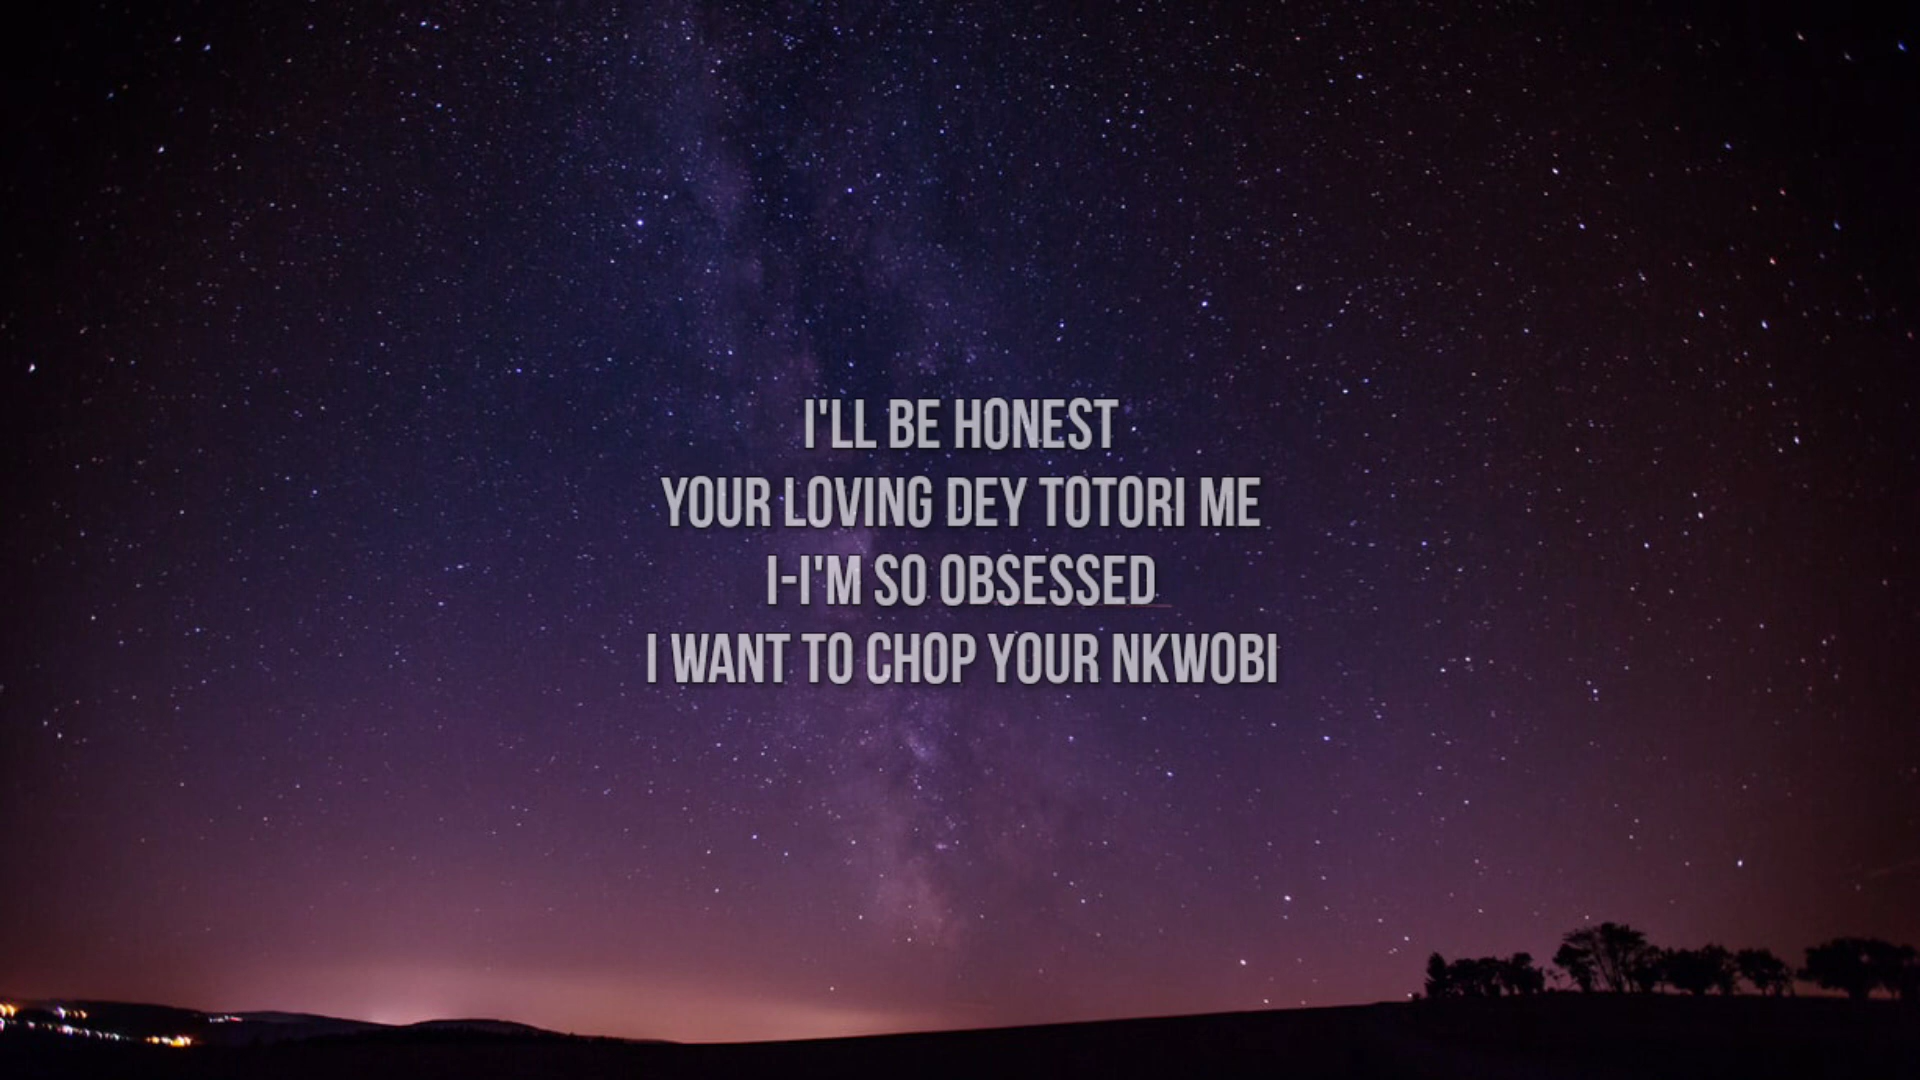 I'LL BE HONEST
YOUR LOVING DEY TOTORI ME
I-I'M SO OBSESSED
I WANT TO CHOP YOUR NKWOBI